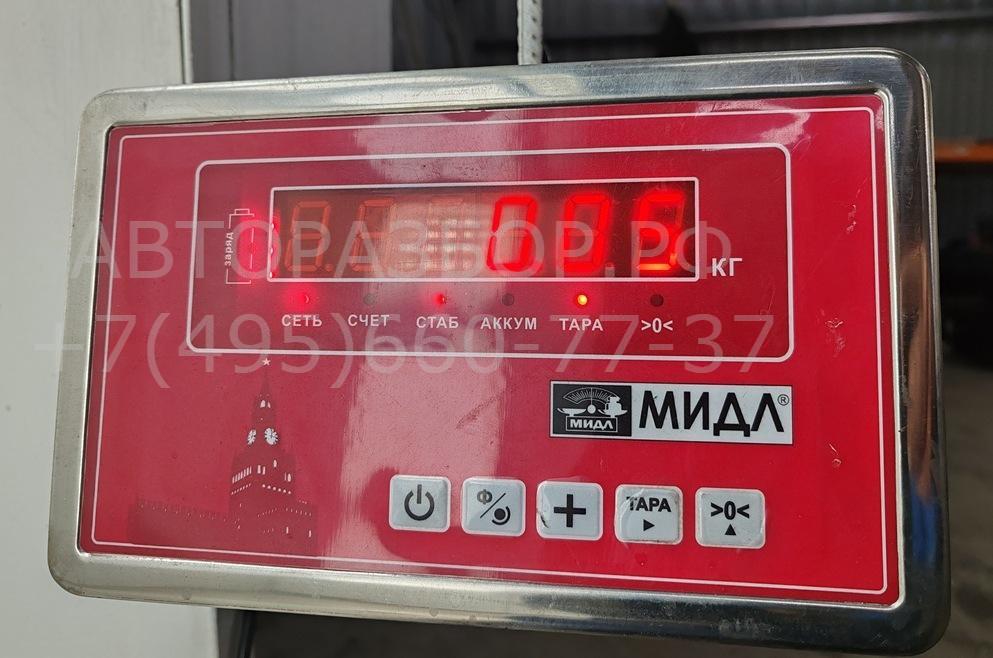 АВТОРАЗБОР.РФ
+7(495)660-77-37
заряд
КГ
СЕТЬ СЧЕТ СТАБ АККУМ ТАРА >0<
МИДЛ МИДЛ®
Ф + ТАРА >0<